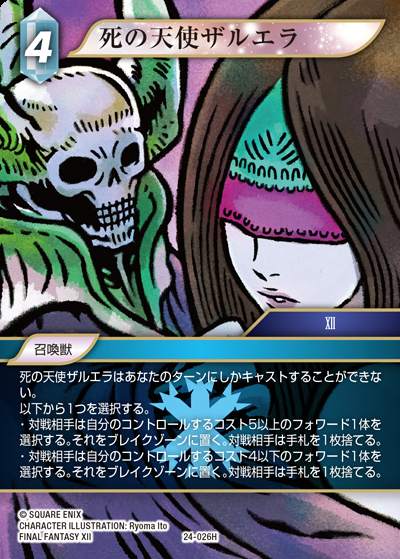 4
死の天使ザルエラ
XII
召喚獣
死の天使ザルエラはあなたのターンにしかキャストすることができな
い。
以下から1つを選択する。
・対戦相手は自分のコントロールするコスト5以上のフォワード1体を
選択する。それをブレイクゾーンに置く。対戦相手は手札を1枚捨てる。
・対戦相手は自分のコントロールするコスト4以下のフォワード1体を
選択する。それをブレイクゾーンに置く。対戦相手は手札を1枚捨てる。
© SQUARE ENIX
CHARACTER ILLUSTRATION: Ryoma Ito
FINAL FANTASY XII
24-026H